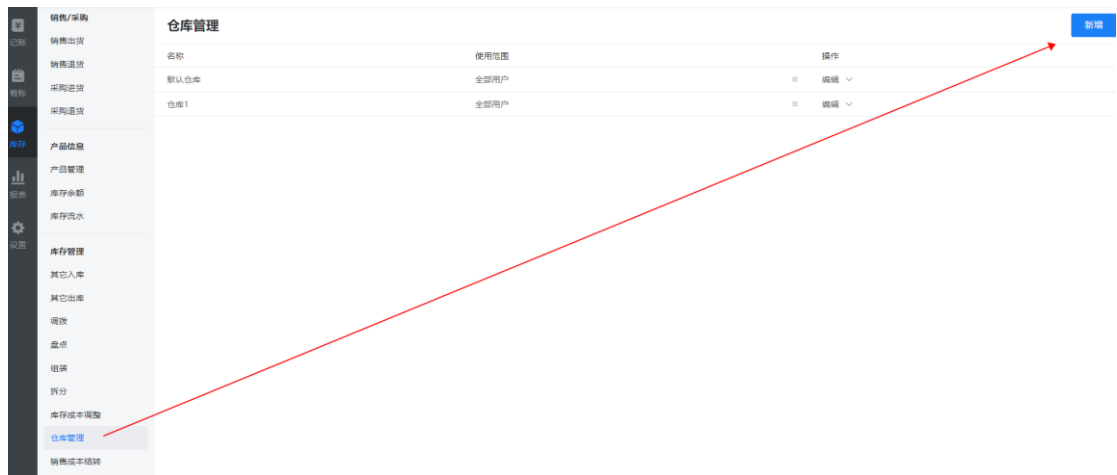 记账
查账
库存
报表
设置
销售/采购
销售出货
销售退货
采购进货
采购退货
产品信息
产品管理
库存余额
库存流水
库存管理
其它入库
其它出库
调拨
盘点
组装
拆分
库存成本调整
仓库管理
销售成本结转
仓库管理
新增
名称 使用范围 操作
默认仓库 全部用户 编辑
仓库1 全部用户 编辑